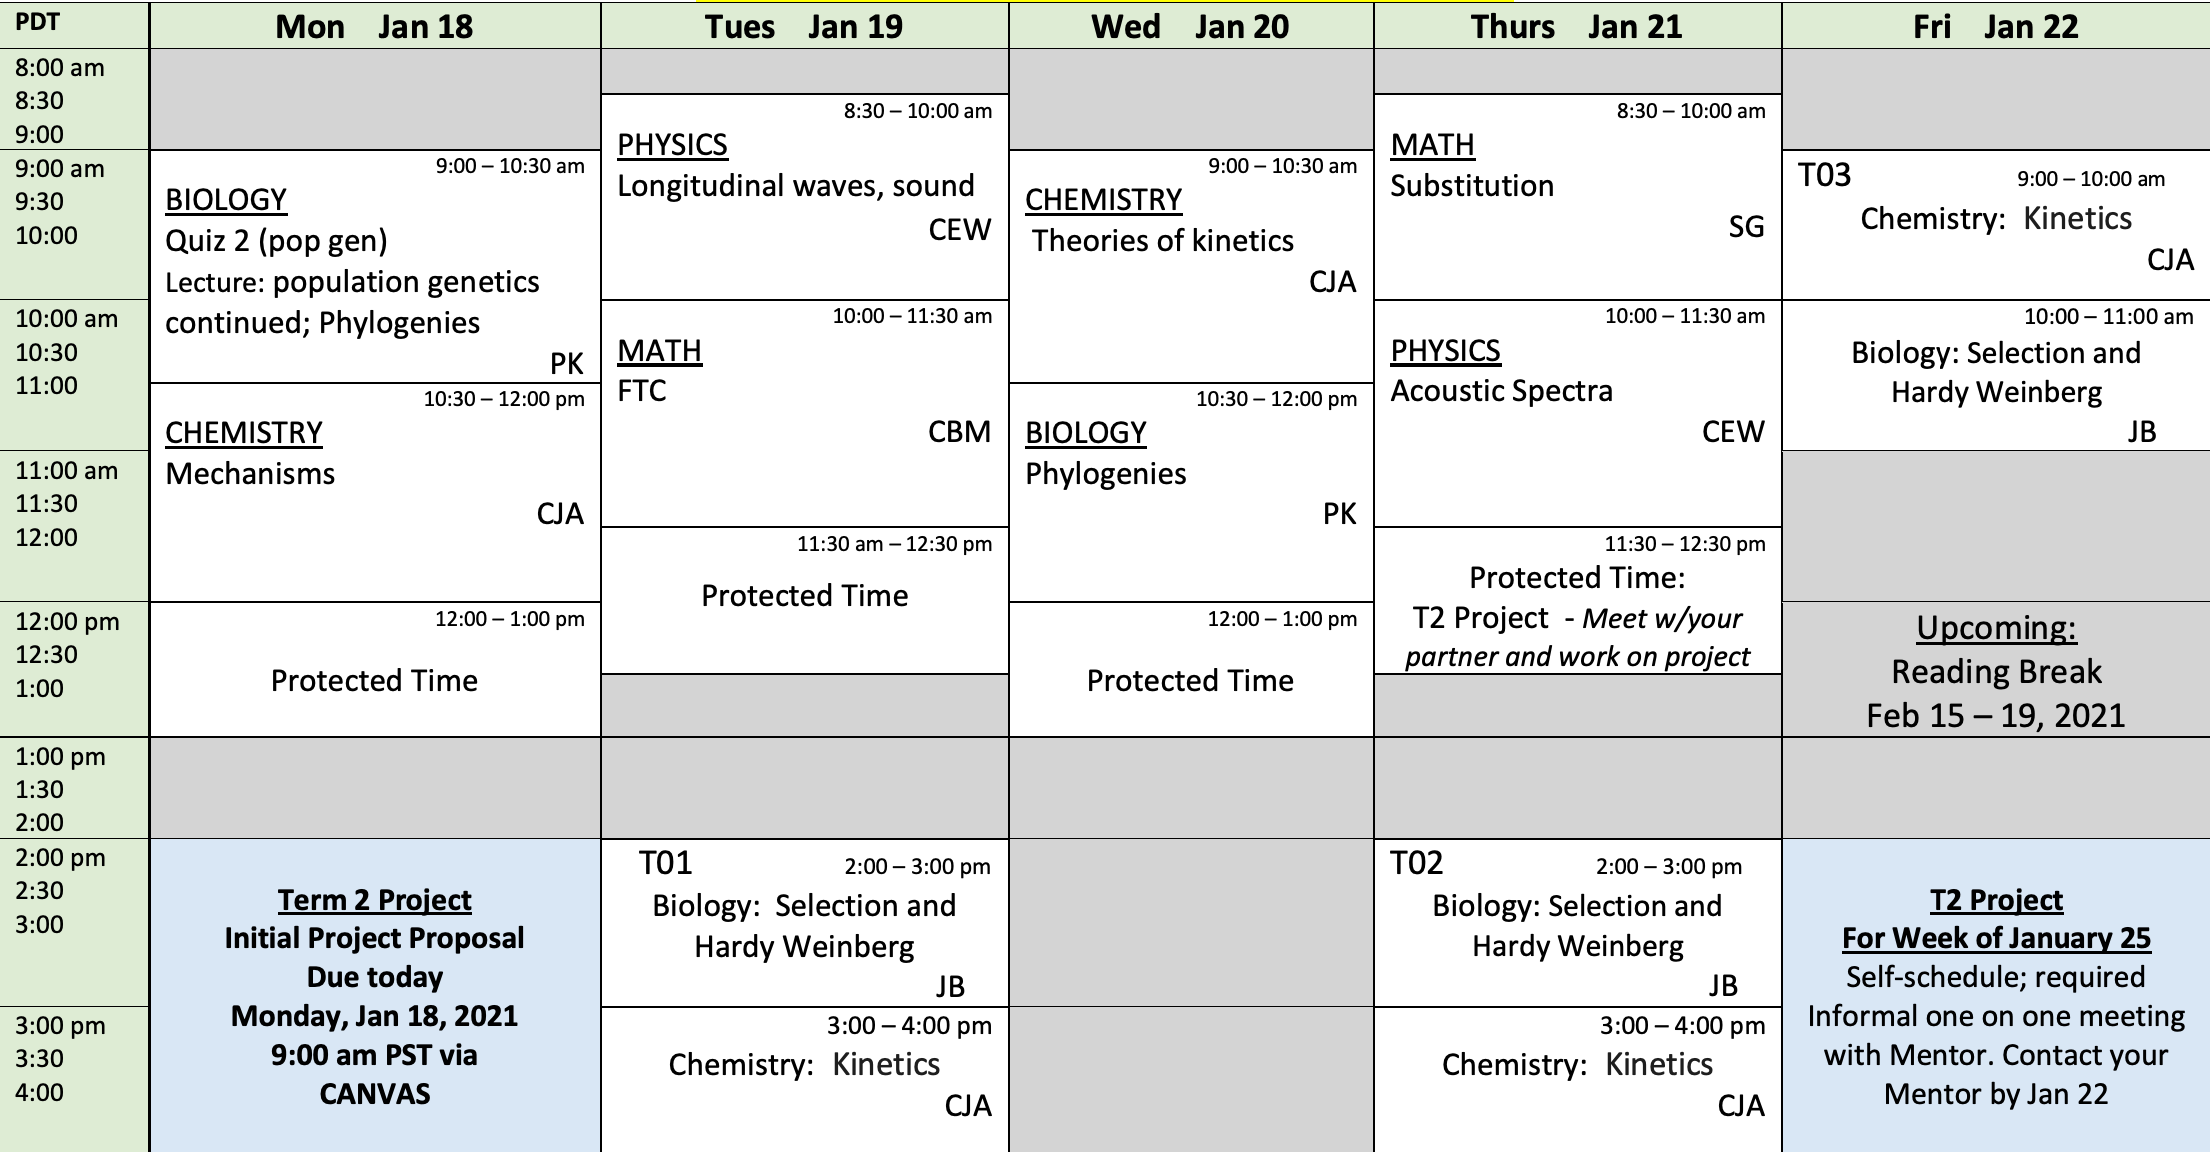 PDT
Mon Jan 18
Tues Jan 19
Wed Jan 20
Thurs Jan 21
Fri Jan 22
8:00 am
8:30
9:00
9:00 am
9:30
10:00
10:00 am
10:30
11:00
11:00 am
11:30
12:00
12:00 pm
12:30
1:00
1:00 pm
1:30
2:00
2:00 pm
2:30
3:00
3:00 pm
3:30
4:00
9:00 – 10:30 am
BIOLOGY
Quiz 2 (pop gen)
Lecture: population genetics
continued; Phylogenies
PK
10:30 – 12:00 pm
CHEMISTRY
Mechanisms
CJA
12:00 – 1:00 pm
Protected Time
Term 2 Project
Initial Project Proposal
Due today
Monday, Jan 18, 2021
9:00 am PST via
CANVAS
8:30 – 10:00 am
PHYSICS
Longitudinal waves, sound
CEW
10:00 – 11:30 am
MATH
FTC
CBM
11:30 am – 12:30 pm
Protected Time
T01 2:00 – 3:00 pm
Biology: Selection and
Hardy Weinberg
JB
3:00 – 4:00 pm
Chemistry: Kinetics
CJA
9:00 – 10:30 am
CHEMISTRY
Theories of kinetics
CJA
10:30 – 12:00 pm
BIOLOGY
Phylogenies
PK
12:00 – 1:00 pm
Protected Time
8:30 – 10:00 am
MATH
Substitution
SG
10:00 – 11:30 am
PHYSICS
Acoustic Spectra
CEW
11:30 – 12:30 pm
Protected Time:
T2 Project - Meet w/your
partner and work on project
T02 2:00 – 3:00 pm
Biology: Selection and
Hardy Weinberg
JB
3:00 – 4:00 pm
Chemistry: Kinetics
CJA
T03 9:00 – 10:00 am
Chemistry: Kinetics
CJA
10:00 – 11:00 am
Biology: Selection and
Hardy Weinberg
JB
Upcoming:
Reading Break
Feb 15 – 19, 2021
T2 Project
For Week of January 25
Self-schedule; required
Informal one on one meeting
with Mentor. Contact your
Mentor by Jan 22